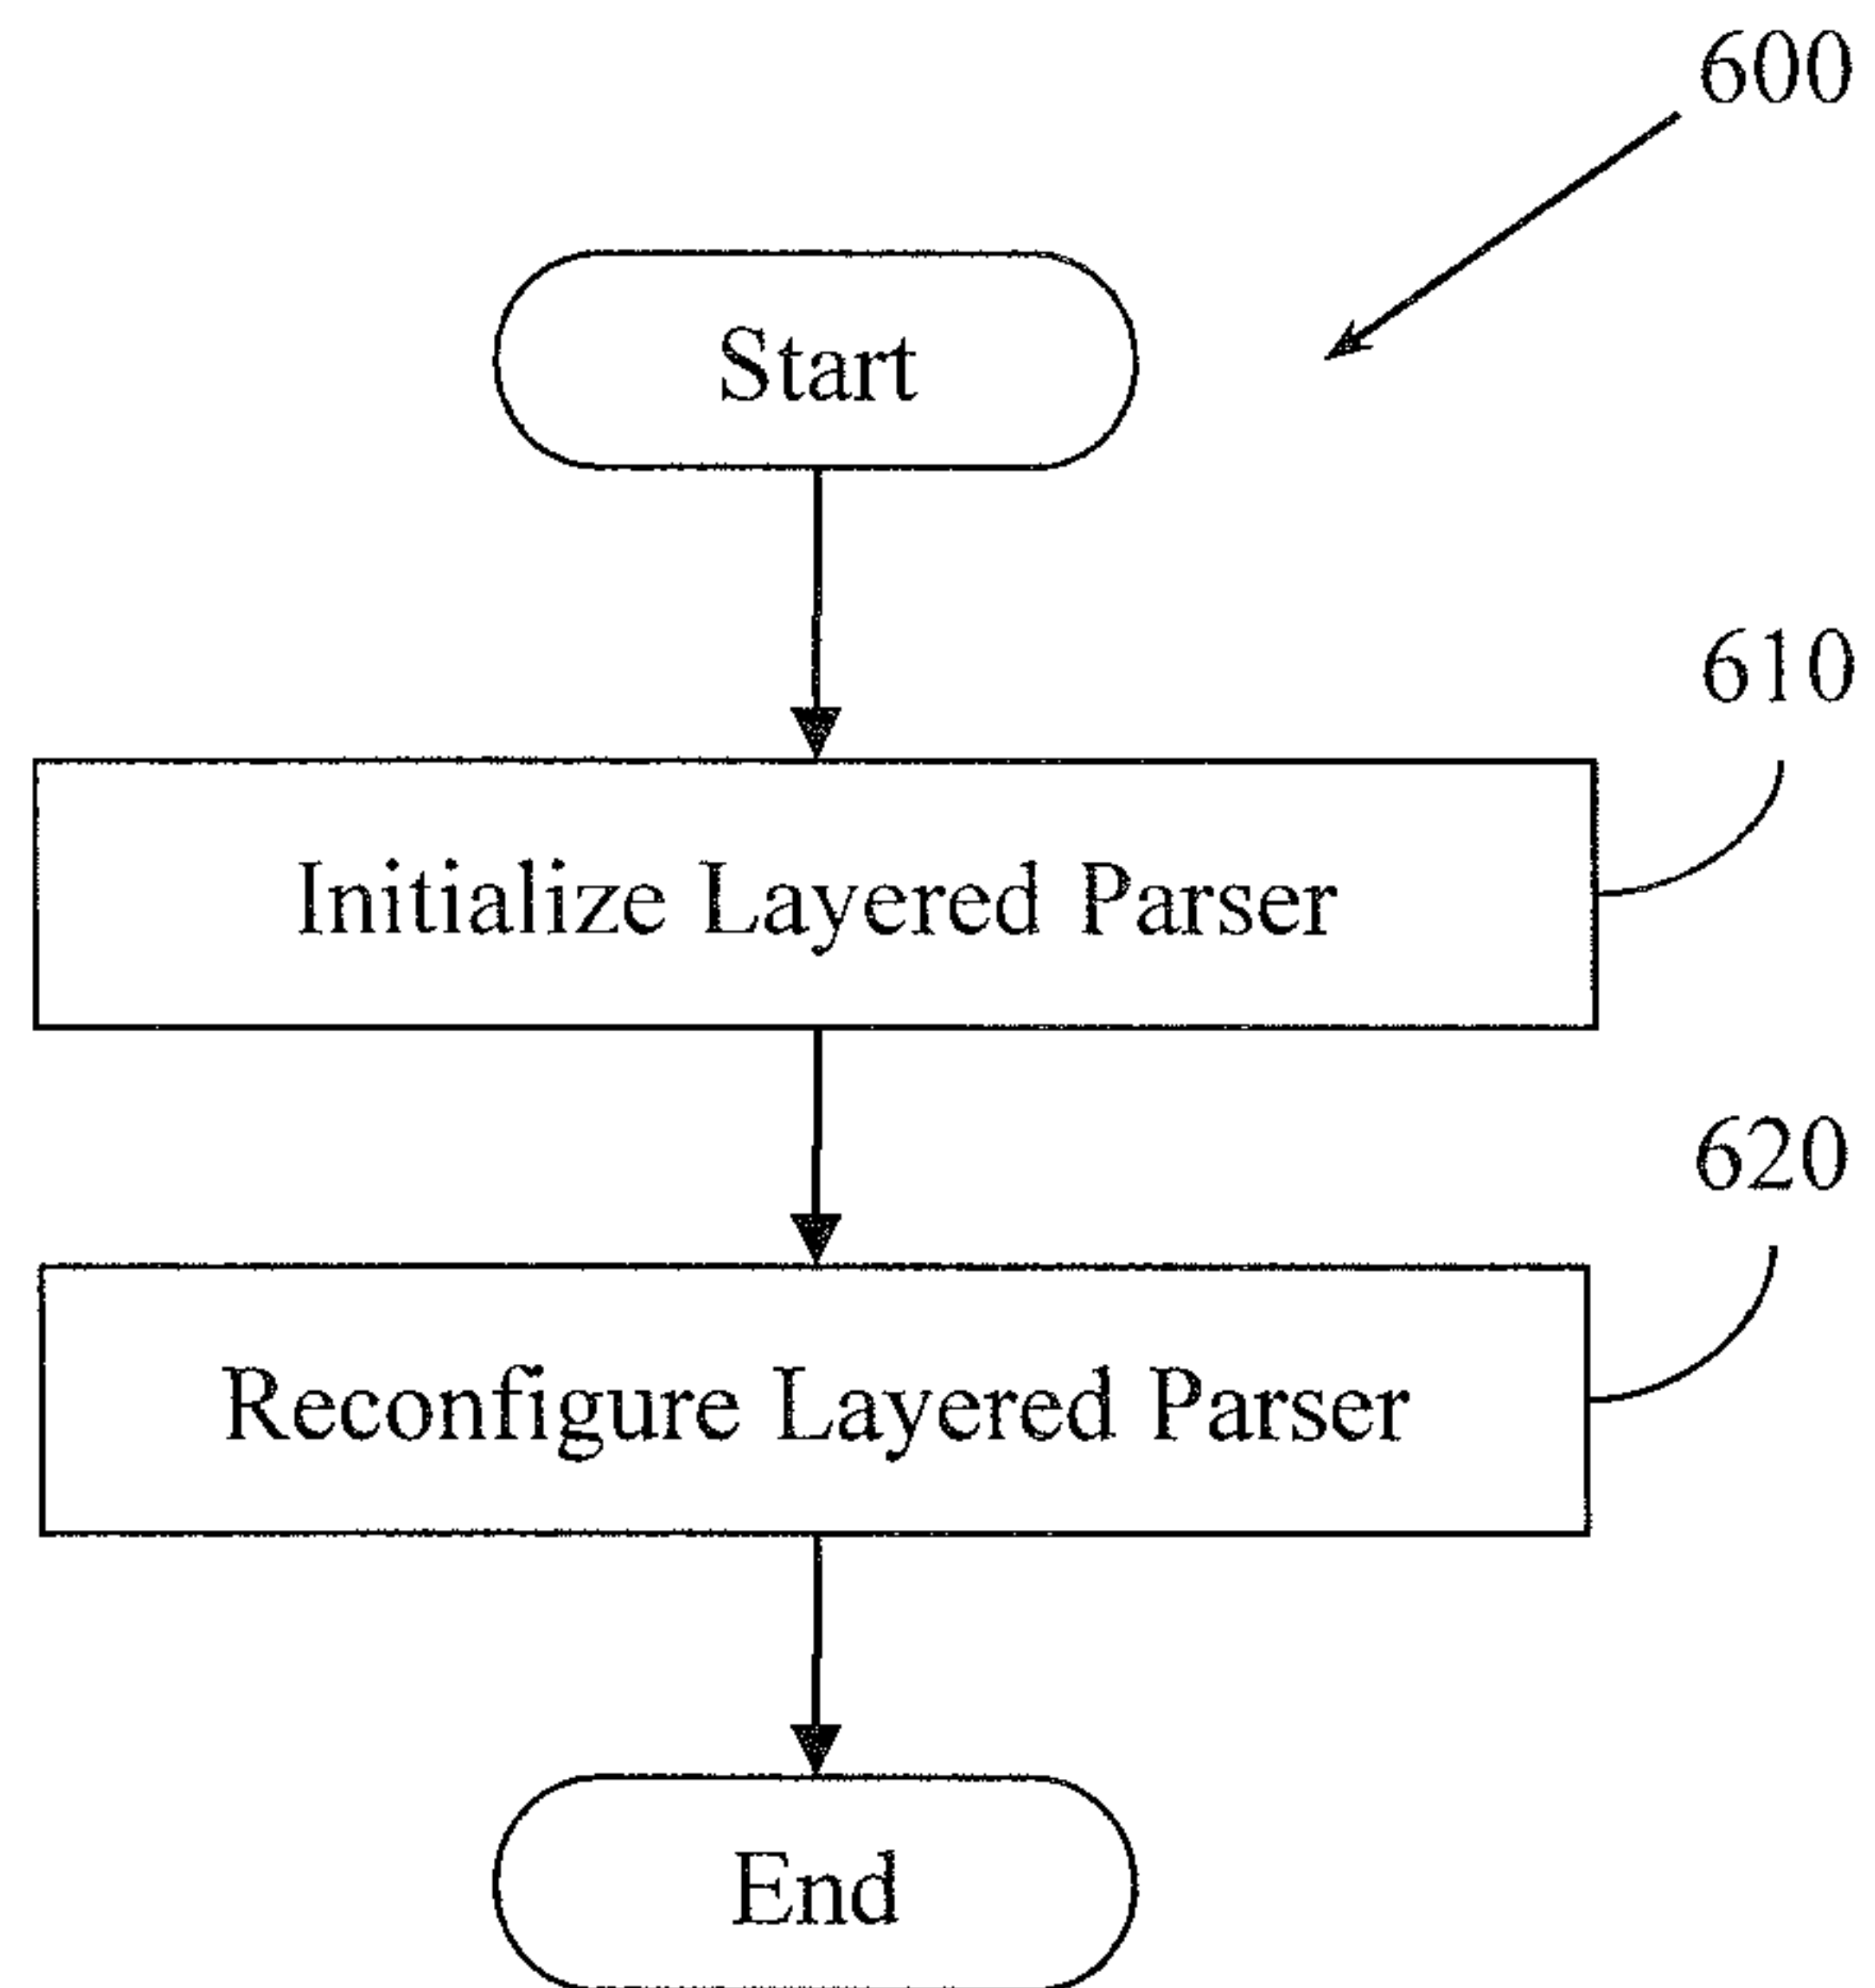 600
Start
610
Initialize Layered Parser
620
Reconfigure Layered Parser
End